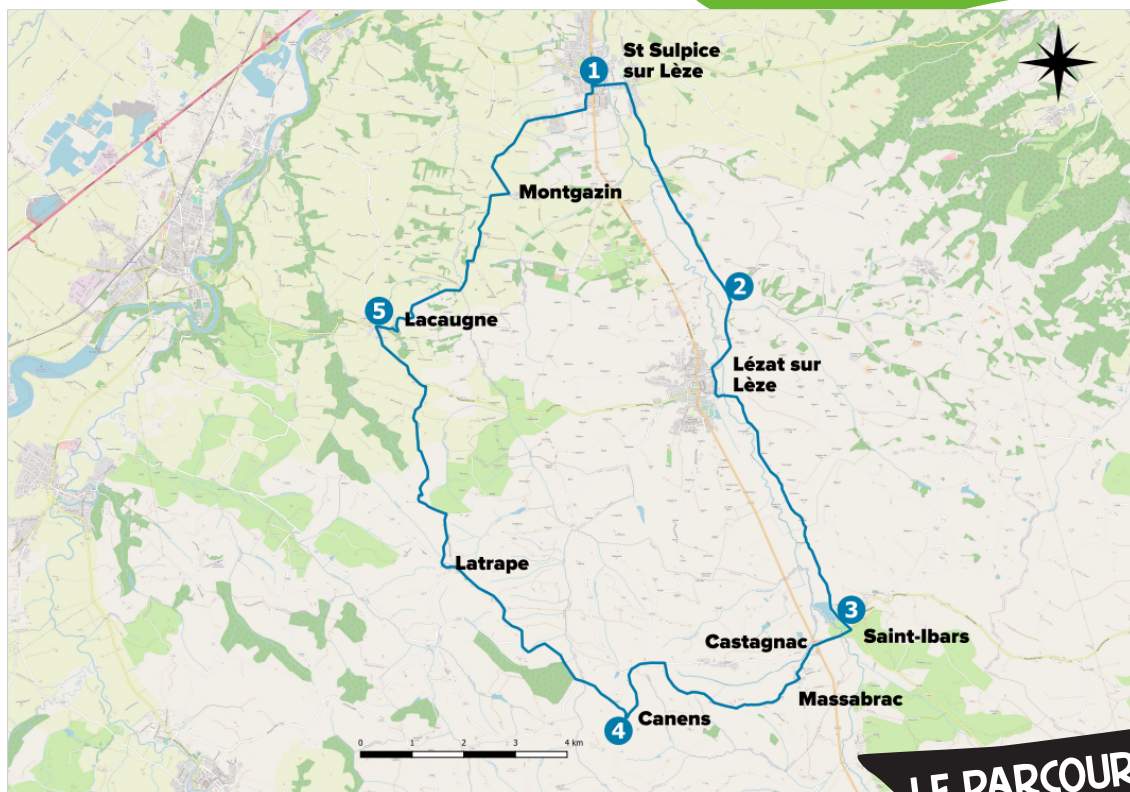 1
St Sulpice
sur Lèze
Montgazin
2
5
Lacaugne
Lézat sur
Lèze
Latrape
3
Saint-Ibars
Castagnac
Massabrac
4
Canens
0 1 2 3 4 km
LE PARCOUR